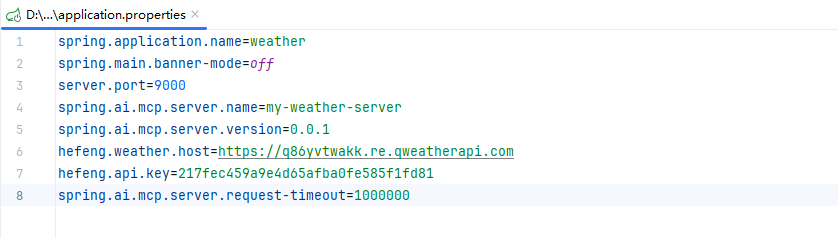 D:\...\application.properties
1 spring.application.name=weather
2 spring.main.banner-mode=off
3 server.port=9000
4 spring.ai.mcp.server.name=my-weather-server
5 spring.ai.mcp.server.version=0.0.1
6 hefeng.weather.host=https://q86yvtwakk.re.qweatherapi.com
7 hefeng.api.key=217fec459a9e4d65afba0fe585f1fd81
8 spring.ai.mcp.server.request-timeout=1000000